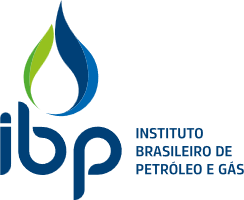 ibp
INSTITUTO
BRASILEIRO DE
PETRÓLEO E GÁS